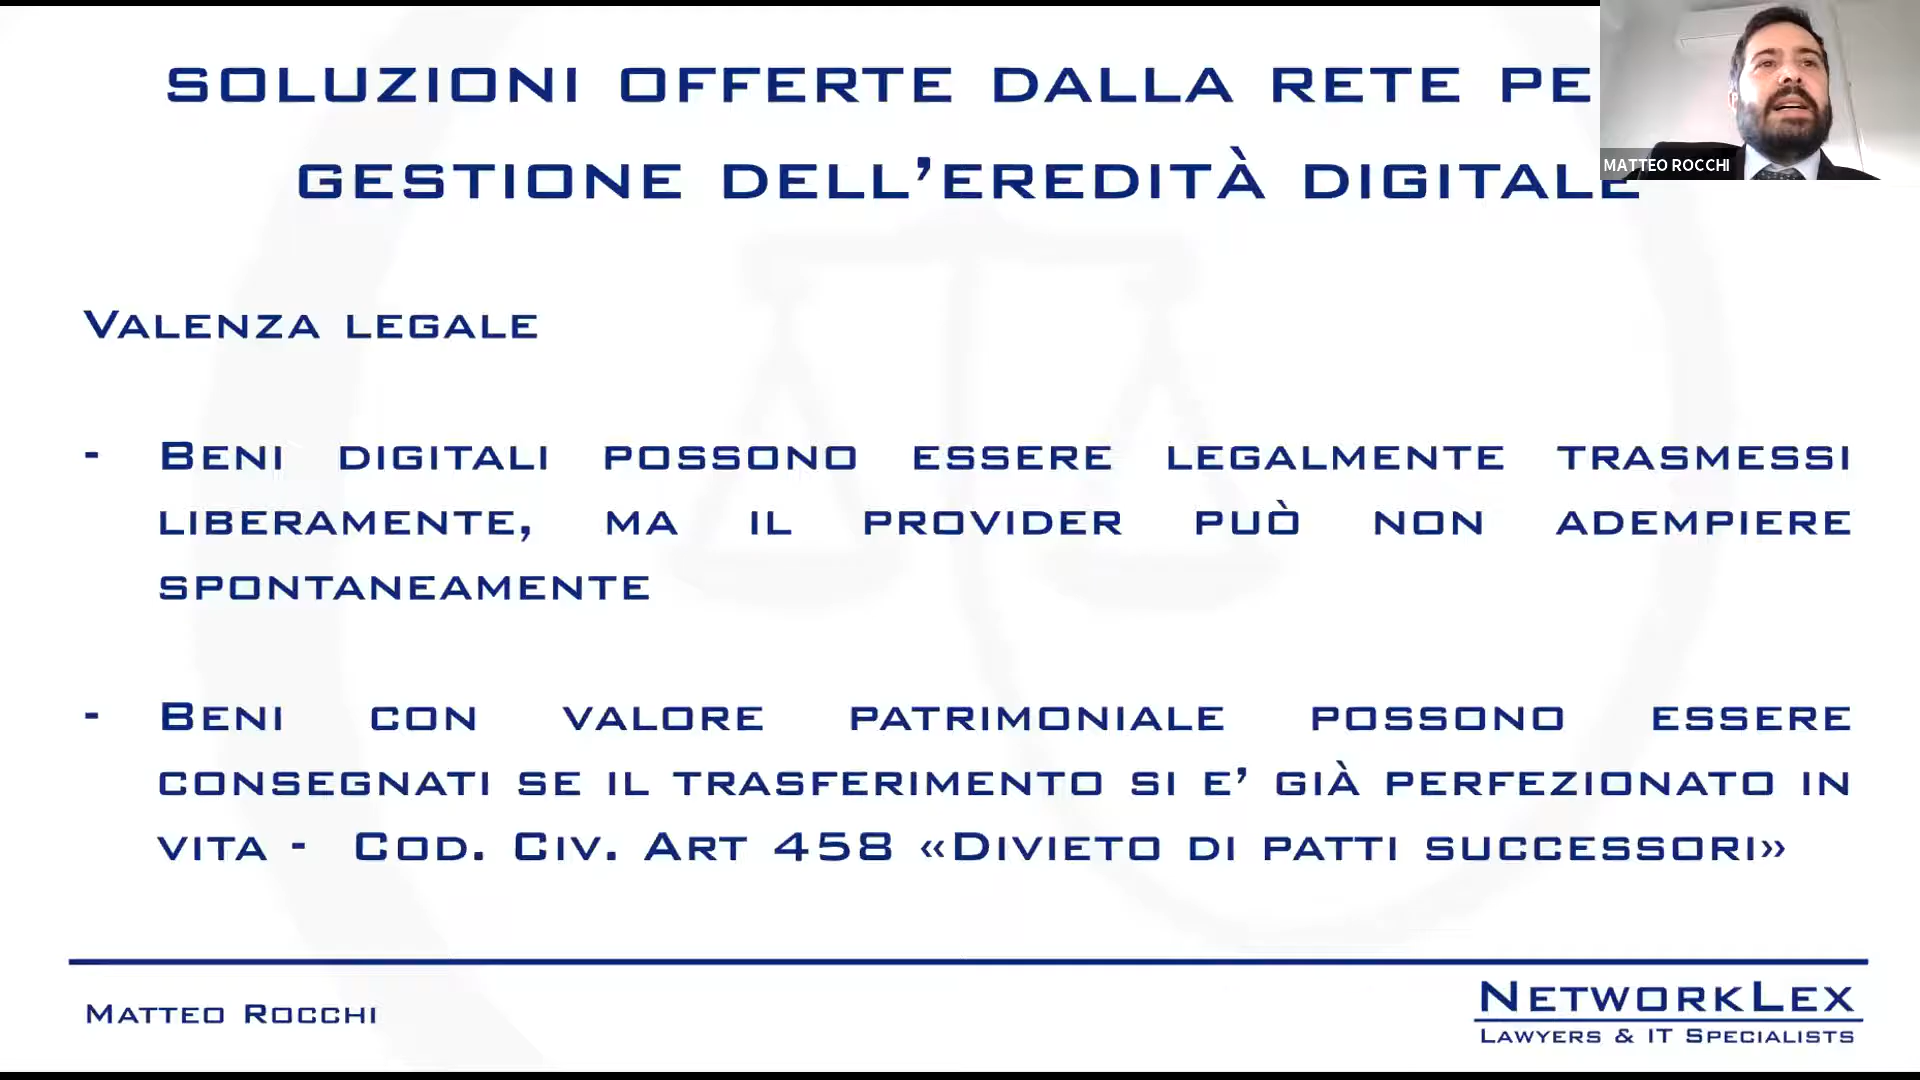 SOLUZIONI OFFERTE DALLA RETE PE
GESTIONE DELL’EREDITÀ DIGITALE
MATTEO ROCCHI
VALENZA LEGALE
- BENI DIGITALI POSSONO ESSERE LEGALMENTE TRASMESSI
LIBERAMENTE, MA IL PROVIDER PUÒ NON ADEMPIERE
SPONTANEAMENTE
- BENI CON VALORE PATRIMONIALE POSSONO ESSERE
CONSEGNATI SE IL TRASFERIMENTO SI E’ GIÀ PERFEZIONATO IN
VITA - COD. CIV. ART 458 «DIVIETO DI PATTI SUCCESSORI»
MATTEO ROCCHI
NETWORKLEX
LAWYERS & IT SPECIALISTS